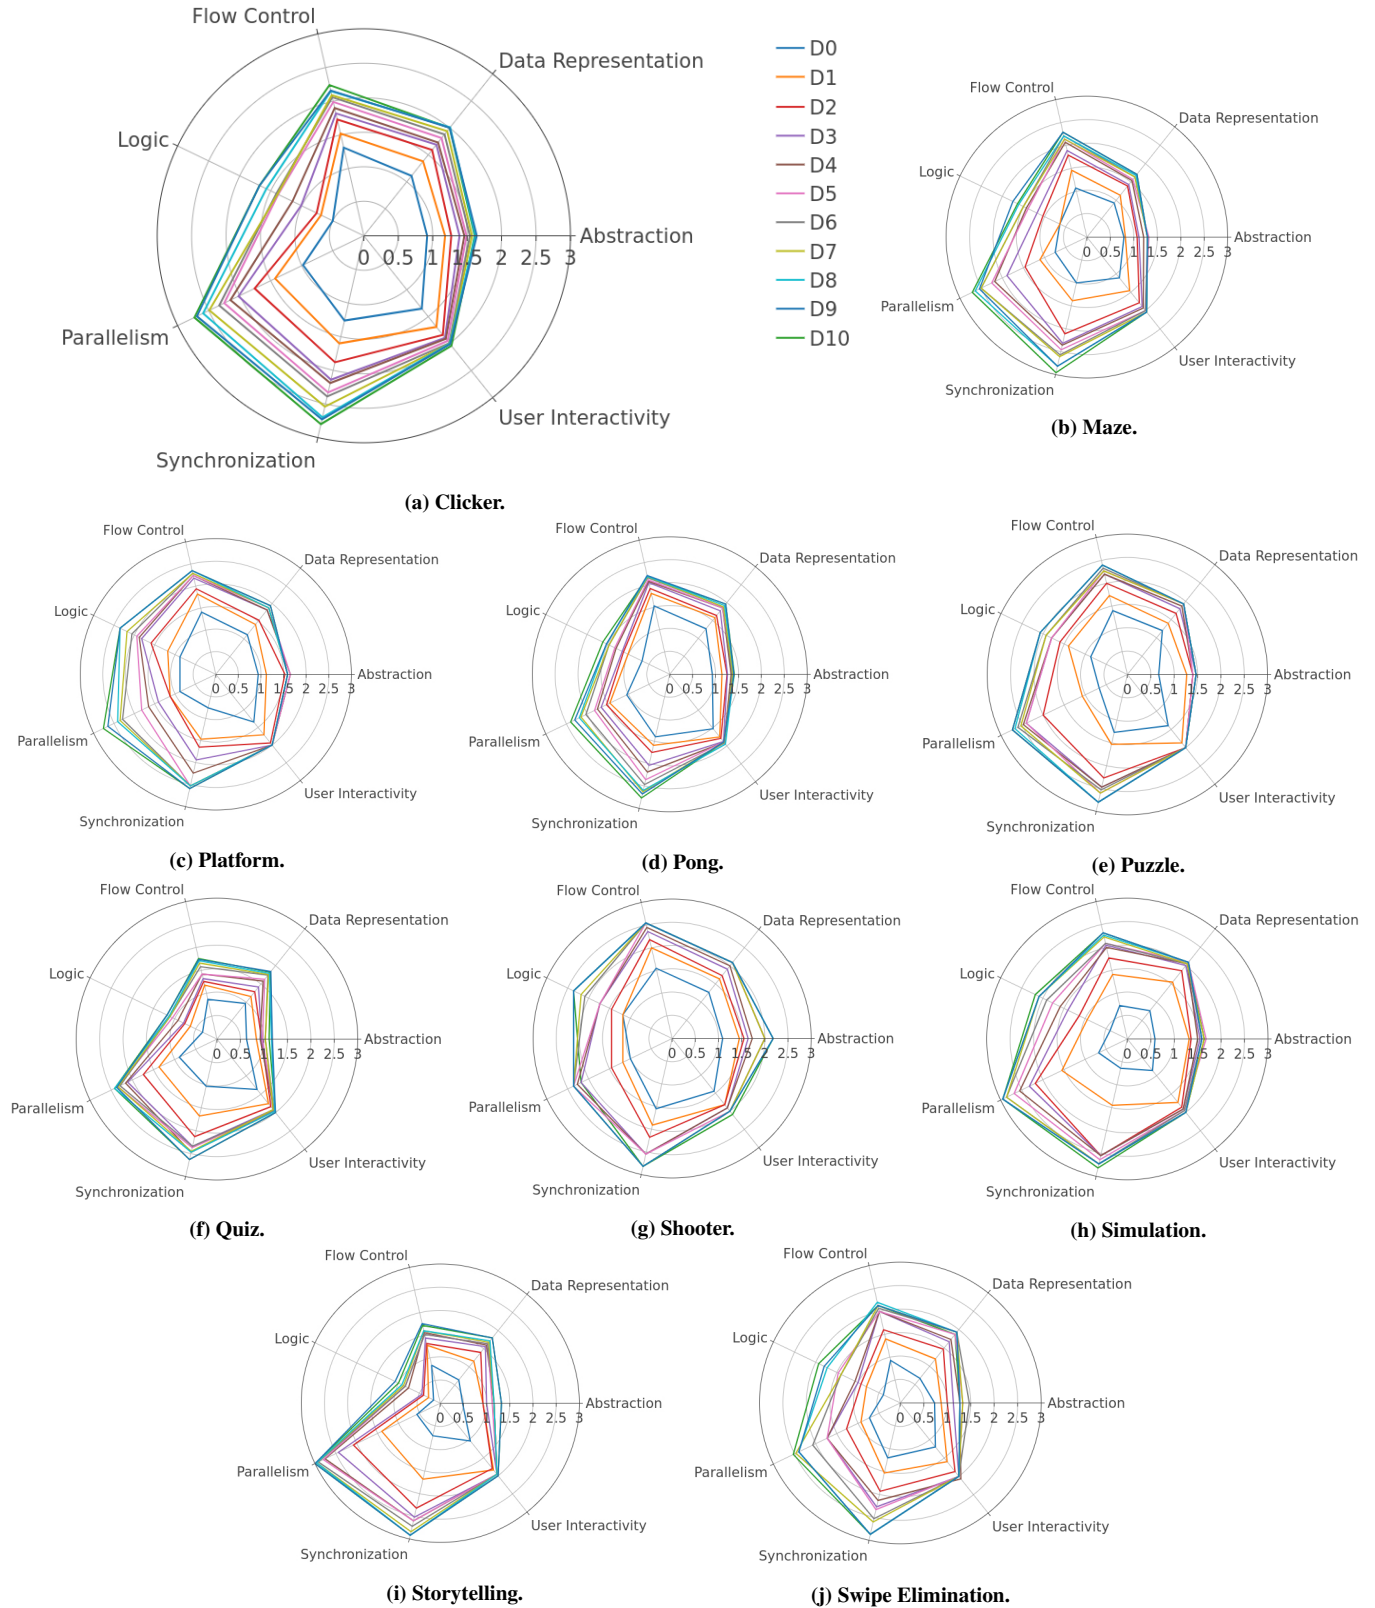 Flow Control
Data Representation
Logic
0 0.5 1 1.5 2 2.5 3
Abstraction
Parallelism
User Interactivity
Synchronization
(a) Clicker.
D0
D1
D2
D3
D4
D5
D6
D7
D8
D9
D10
Flow Control
Data Representation
Logic
0 0.5 1 1.5 2 2.5 3
Abstraction
Parallelism
User Interactivity
Synchronization
(b) Maze.
Flow Control
Data Representation
Logic
0 0.5 1 1.5 2 2.5 3
Abstraction
Parallelism
User Interactivity
Synchronization
(c) Platform.
Flow Control
Data Representation
Logic
0 0.5 1 1.5 2 2.5 3
Abstraction
Parallelism
User Interactivity
Synchronization
(d) Pong.
Flow Control
Data Representation
Logic
0 0.5 1 1.5 2 2.5 3
Abstraction
Parallelism
User Interactivity
Synchronization
(e) Puzzle.
Flow Control
Data Representation
Logic
0 0.5 1 1.5 2 2.5 3
Abstraction
Parallelism
User Interactivity
Synchronization
(f) Quiz.
Flow Control
Data Representation
Logic
0 0.5 1 1.5 2 2.5 3
Abstraction
Parallelism
User Interactivity
Synchronization
(g) Shooter.
Flow Control
Data Representation
Logic
0 0.5 1 1.5 2 2.5 3
Abstraction
Parallelism
User Interactivity
Synchronization
(h) Simulation.
Flow Control
Data Representation
Logic
0 0.5 1 1.5 2 2.5 3
Abstraction
Parallelism
User Interactivity
Synchronization
(i) Storytelling.
Flow Control
Data Representation
Logic
0 0.5 1 1.5 2 2.5 3
Abstraction
Parallelism
User Interactivity
Synchronization
(j) Swipe Elimination.